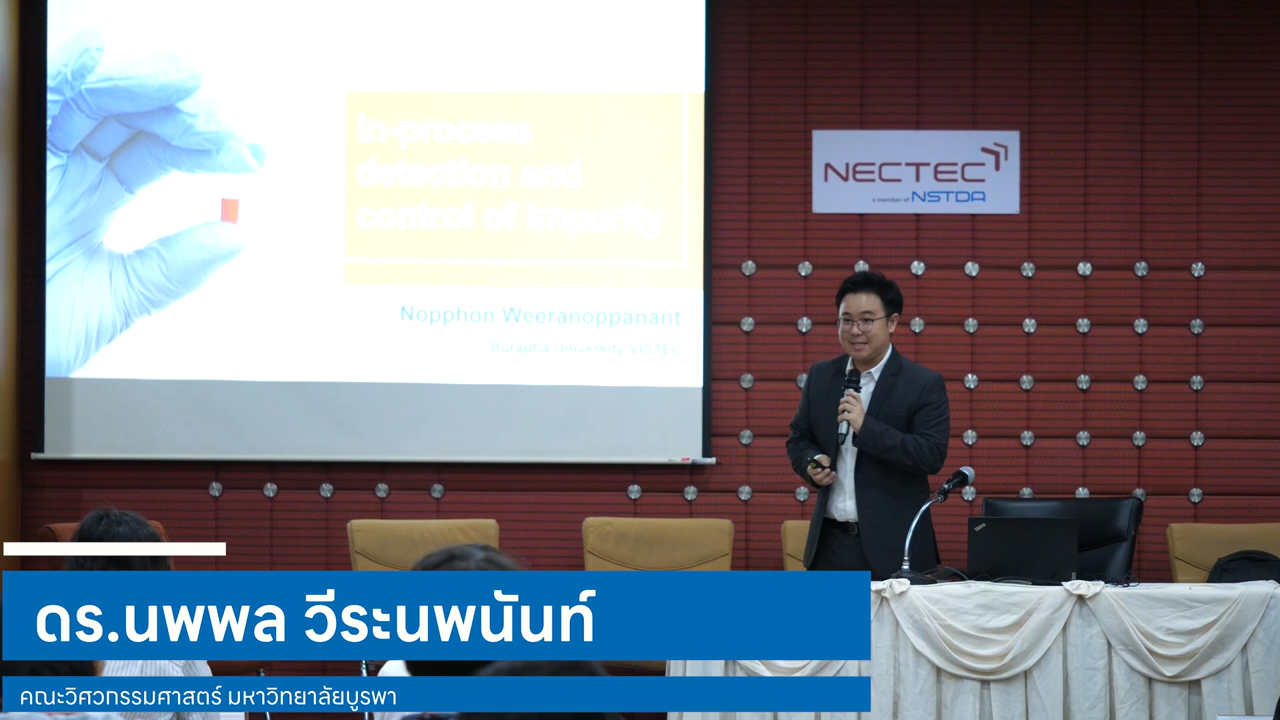 In-process
detection and
control of impurity
Nopphon Weeranoppanant
Burapha University/VISTEC
NECTEC
a member of NSTDA
ThinkPad
ดร.นพพล วีระนพนันท์
คณะวิศวกรรมศาสตร์ มหาวิทยาลัยบูรพา